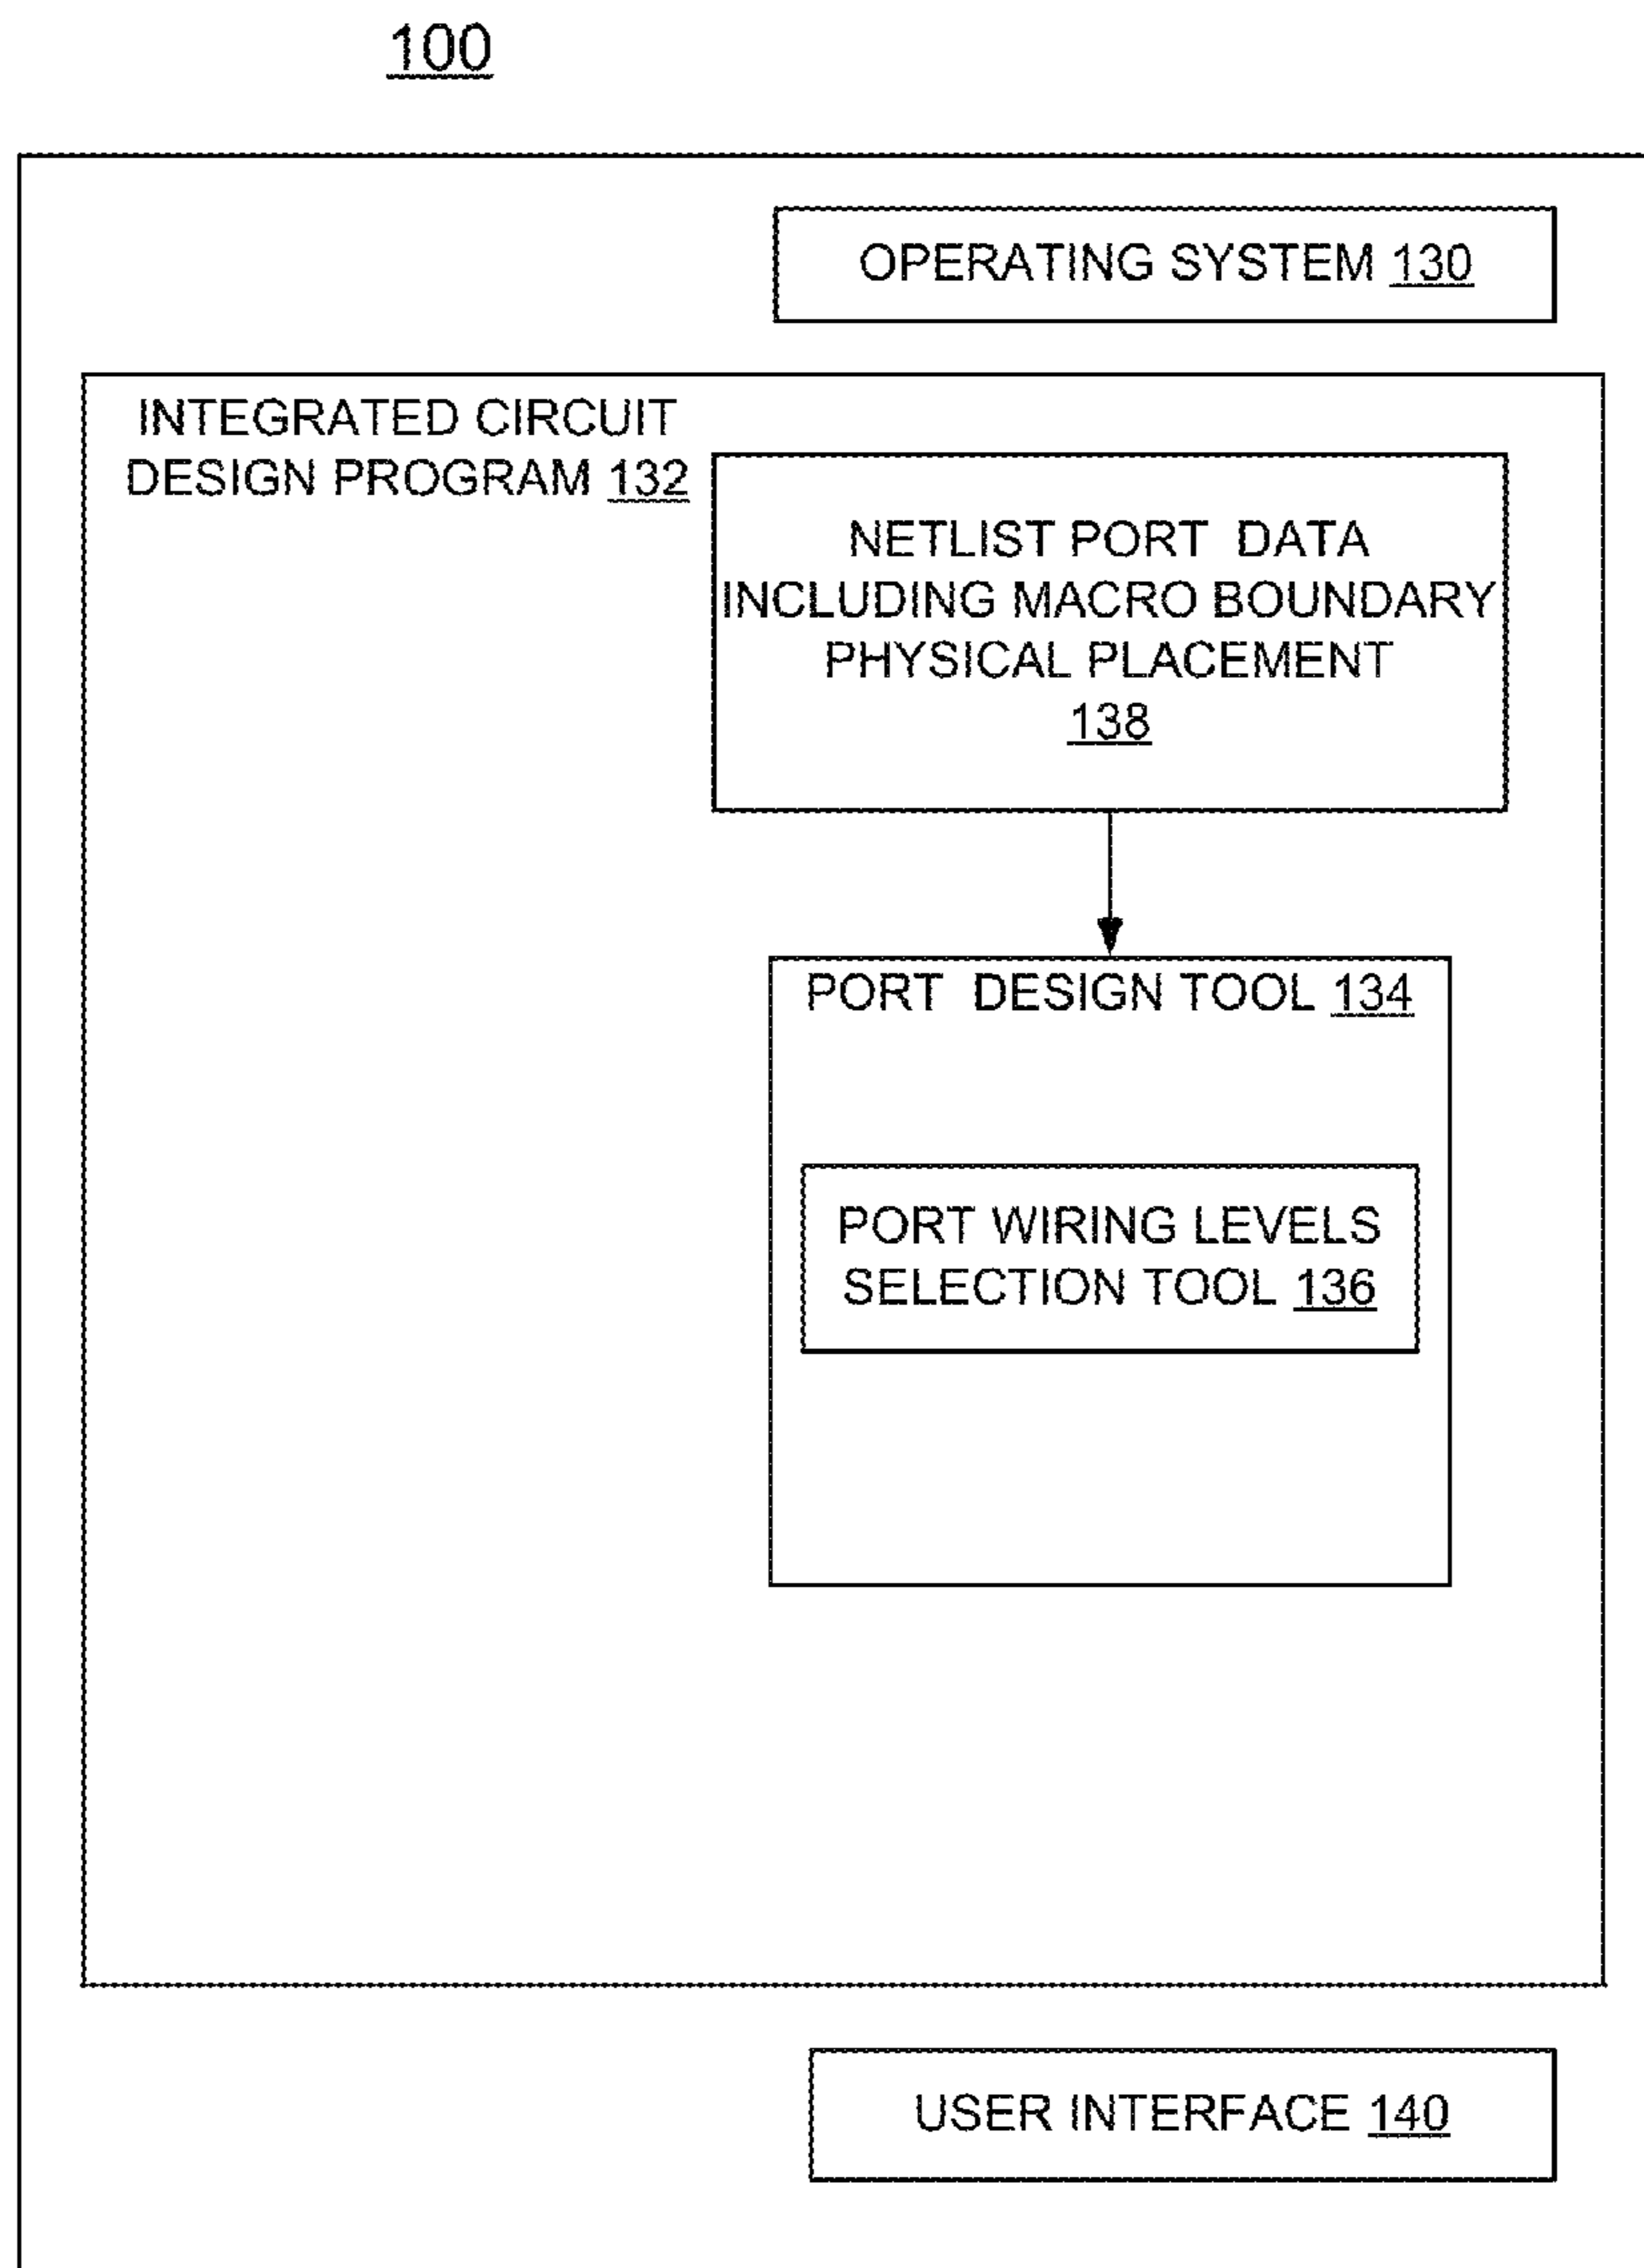 100
OPERATING SYSTEM 130
INTEGRATED CIRCUIT
DESIGN PROGRAM 132
NETLIST PORT DATA
INCLUDING MACRO BOUNDARY
PHYSICAL PLACEMENT
138
PORT DESIGN TOOL 134
PORT WIRING LEVELS
SELECTION TOOL 136
USER INTERFACE 140